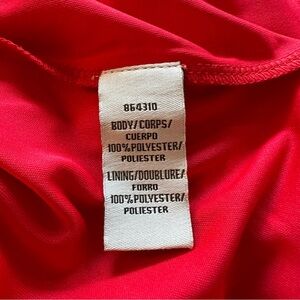 864310
BODY/CORPS/
CUERPO
100%POLYESTER/
POLIESTER
LINING/DOUBLURE/
FORRO
100%POLYESTER/
POLIESTER